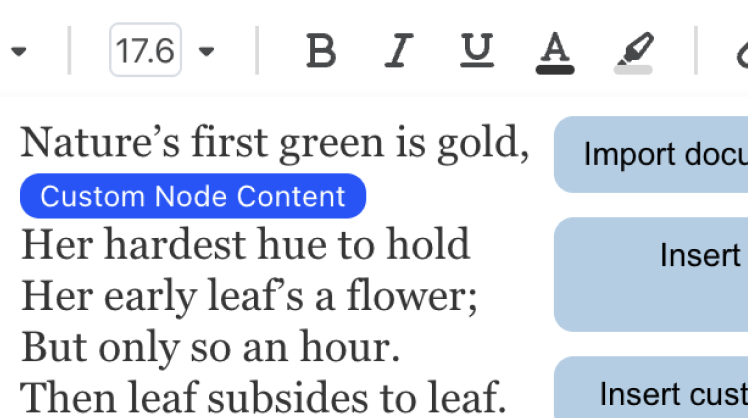 17.6 B I U A
Nature’s first green is gold,
Custom Node Content
Her hardest hue to hold
Her early leaf’s a flower;
But only so an hour.
Then leaf subsides to leaf.
Import docu
Insert
Insert cust